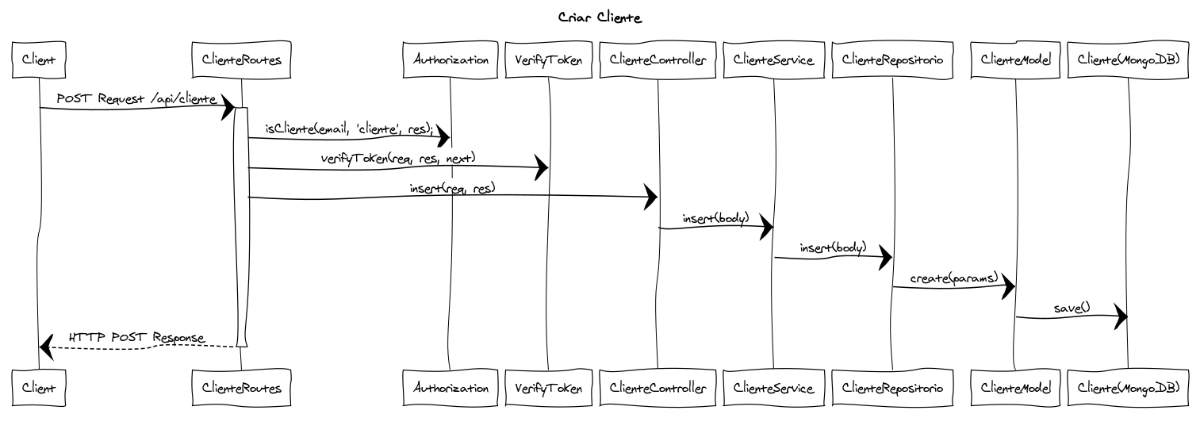 Criar Cliente
Client
ClienteRoutes
Authorization
VerifyToken
ClienteController
ClienteService
ClienteRepositorio
ClienteModel
Cliente(MongoDB)
POST Request /api/cliente
isCliente(email, 'cliente', res);
verifyToken(req, res, next)
insert(req, res)
insert(body)
insert(body)
create(params)
save()
HTTP POST Response
Client
ClienteRoutes
Authorization
VerifyToken
ClienteController
ClienteService
ClienteRepositorio
ClienteModel
Cliente(MongoDB)